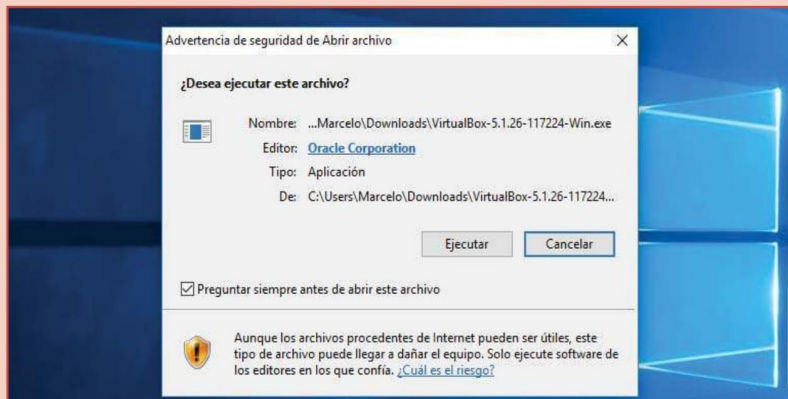 Advertencia de seguridad de Abrir archivo
¿Desea ejecutar este archivo?
Nombre: ...Marcelo\Downloads\VirtualBox-5.1.26-117224-Win.exe
Editor: Oracle Corporation
Tipo: Aplicación
De: C:\Users\Marcelo\Downloads\VirtualBox-5.1.26-117224...
Ejecutar Cancelar
Preguntar siempre antes de abrir este archivo
Aunque los archivos procedentes de Internet pueden ser útiles, este
tipo de archivo puede llegar a dañar el equipo. Solo ejecute software de
los editores en los que confía. ¿Cuál es el riesgo?